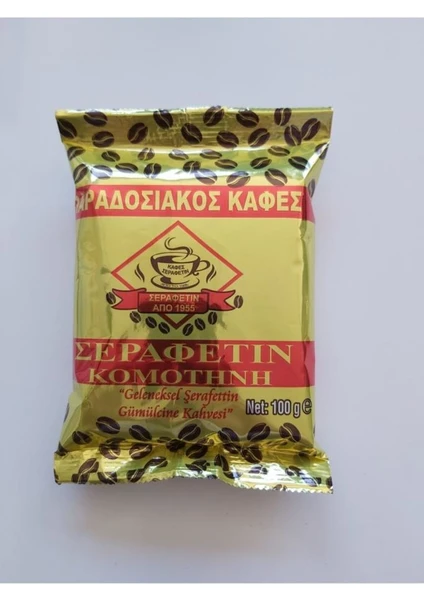 ΠΑΡΑΔΟΣΙΑΚΟΣ ΚΑΦΕΣ
ΚΑΦΕΣ
ΣΕΡΑΦΕΤΙΝ
ΣΕΡΑΦΕΤΙΝ
ΑΠΟ 1955
ΣΕΡΑΦΕΤΙΝ
ΚΟΜΟΤΗΝΗ
"Geleneksel Şerafettin
Gümülcine Kahvesi"
Net: 100 g ℮